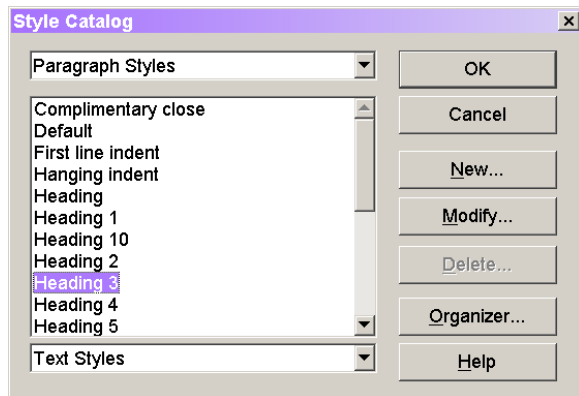 Style Catalog
Paragraph Styles
Complimentary close
Default
First line indent
Hanging indent
Heading
Heading 1
Heading 10
Heading 2
Heading 3
Heading 4
Heading 5
Text Styles
OK
Cancel
New...
Modify...
Delete...
Organizer...
Help